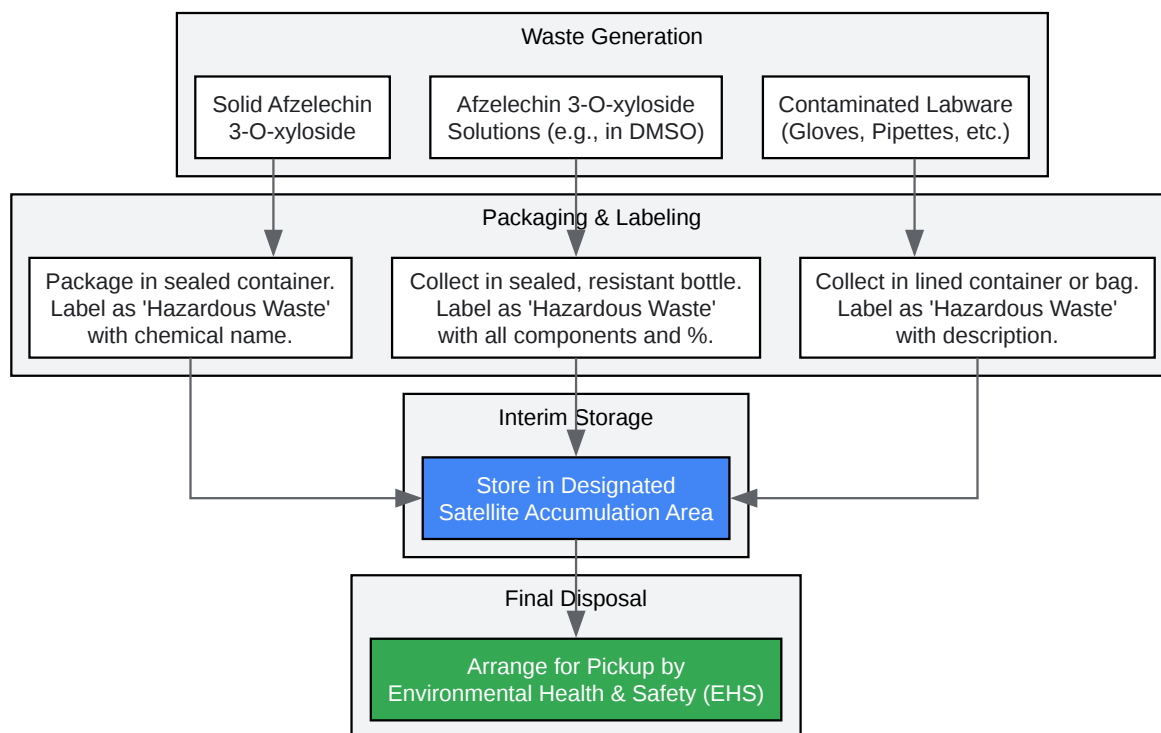 Waste Generation
Solid Afzelechin
3-O-xyloside
Afzelechin 3-O-xyloside
Solutions (e.g., in DMSO)
Contaminated Labware
(Gloves, Pipettes, etc.)
Packaging & Labeling
Package in sealed container.
Label as 'Hazardous Waste'
with chemical name.
Collect in sealed, resistant bottle.
Label as 'Hazardous Waste'
with all components and %.
Collect in lined container or bag.
Label as 'Hazardous Waste'
with description.
Interim Storage
Store in Designated
Satellite Accumulation Area
Final Disposal
Arrange for Pickup by
Environmental Health & Safety (EHS)